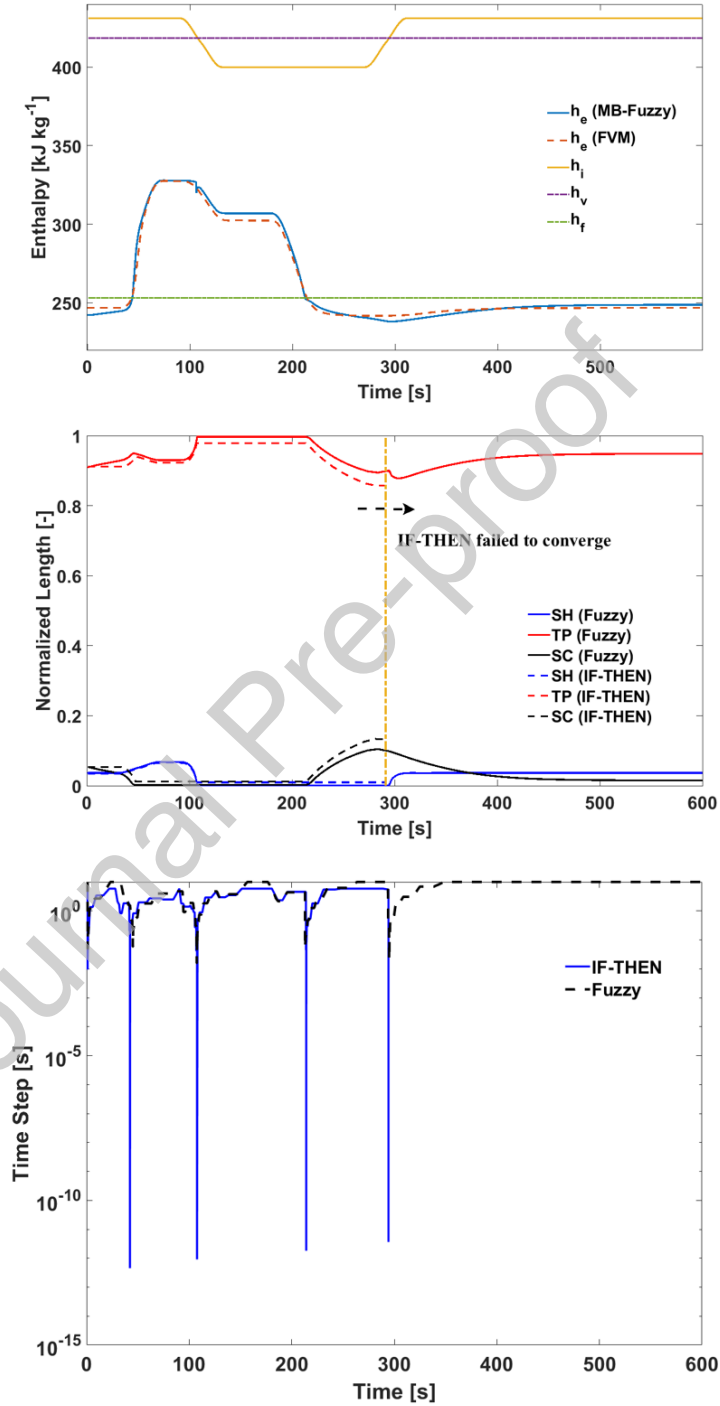 400
350
300
250
Enthalpy [kJ kg⁻¹]
h_e (MB-Fuzzy)
h_e (FVM)
h_i
h_v
h_f
0 100 200 300 400 500
Time [s]
1
0.8
0.6
0.4
0.2
0
Normalized Length [-]
IF-THEN failed to converge
SH (Fuzzy)
TP (Fuzzy)
SC (Fuzzy)
SH (IF-THEN)
TP (IF-THEN)
SC (IF-THEN)
0 100 200 300 400 500 600
Time [s]
10⁰
10⁻⁵
10⁻¹⁰
10⁻¹⁵
Time Step [s]
IF-THEN
Fuzzy
0 100 200 300 400 500 600
Time [s]
Journal Pre-proof